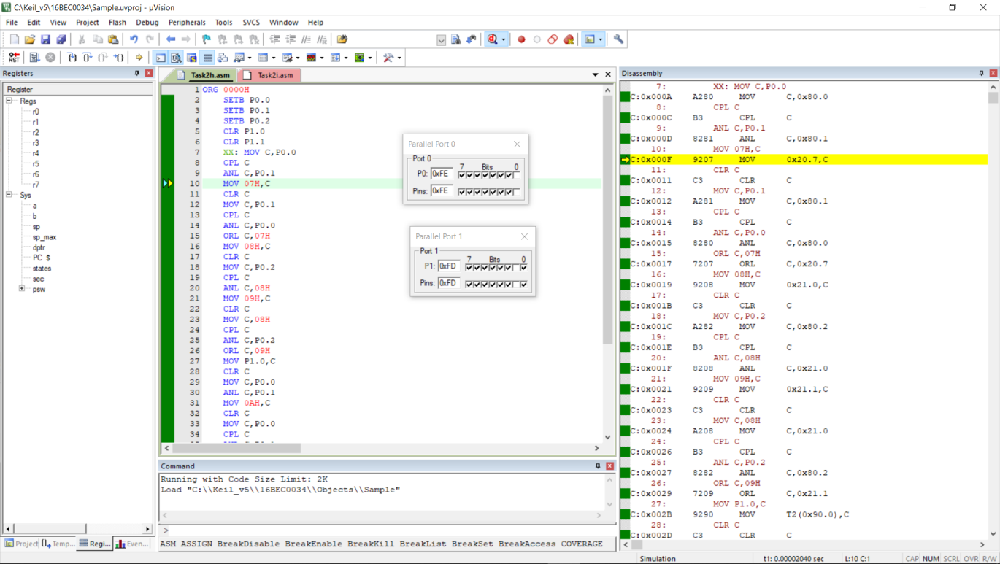 C:\Keil_v5\16BEC0034\Sample.uvproj - µVision
File Edit View Project Flash Debug Peripherals Tools SVCS Window Help
RST
Registers
Register
Regs
r0
r1
r2
r3
r4
r5
r6
r7
Sys
a
b
sp
sp_max
dptr
PC $
states
sec
psw
Project Temp... Regi... Even...
Task2h.asm Task2i.asm
1 ORG 0000H
2 SETB P0.0
3 SETB P0.1
4 SETB P0.2
5 CLR P1.0
6 CLR P1.1
7 XX: MOV C,P0.0
8 CPL C
9 ANL C,P0.1
10 MOV 07H,C
11 CLR C
12 MOV C,P0.1
13 CPL C
14 ANL C,P0.0
15 ORL C,07H
16 MOV 08H,C
17 CLR C
18 MOV C,P0.2
19 CPL C
20 ANL C,08H
21 MOV 09H,C
22 CLR C
23 MOV C,08H
24 CPL C
25 ANL C,P0.2
26 ORL C,09H
27 MOV P1.0,C
28 CLR C
29 MOV C,P0.0
30 ANL C,P0.1
31 MOV 0AH,C
32 CLR C
33 MOV C,P0.0
34 CPL C
Parallel Port 0
Port 0
7 Bits 0
P0: 0xFE
Pins: 0xFE
Parallel Port 1
Port 1
7 Bits 0
P1: 0xFD
Pins: 0xFD
Command
Running with Code Size Limit: 2K
Load "C:\\Keil_v5\\16BEC0034\\Objects\\Sample"
>
ASM ASSIGN BreakDisable BreakEnable BreakKill BreakList BreakSet BreakAccess COVERAGE
Disassembly
7: XX: MOV C,P0.0
C:0x000A A280 MOV C,0x80.0
8: CPL C
C:0x000C B3 CPL C
9: ANL C,P0.1
C:0x000D 8281 ANL C,0x80.1
10: MOV 07H,C
C:0x000F 9207 MOV 0x20.7,C
11: CLR C
C:0x0011 C3 CLR C
12: MOV C,P0.1
C:0x0012 A281 MOV C,0x80.1
13: CPL C
C:0x0014 B3 CPL C
14: ANL C,P0.0
C:0x0015 8280 ANL C,0x80.0
15: ORL C,07H
C:0x0017 7207 ORL C,0x20.7
16: MOV 08H,C
C:0x0019 9208 MOV 0x21.0,C
17: CLR C
C:0x001B C3 CLR C
18: MOV C,P0.2
C:0x001C A282 MOV C,0x80.2
19: CPL C
C:0x001E B3 CPL C
20: ANL C,08H
C:0x001F 8208 ANL C,0x21.0
21: MOV 09H,C
C:0x0021 9209 MOV 0x21.1,C
22: CLR C
C:0x0023 C3 CLR C
23: MOV C,08H
C:0x0024 A208 MOV C,0x21.0
24: CPL C
C:0x0026 B3 CPL C
25: ANL C,P0.2
C:0x0027 8282 ANL C,0x80.2
26: ORL C,09H
C:0x0029 7209 ORL C,0x21.1
27: MOV P1.0,C
C:0x002B 9290 MOV T2(0x90.0),C
28: CLR C
C:0x002D C3 CLR C
Simulation t1: 0.00002040 sec L:10 C:1 CAP NUM SCRL OVR R/W